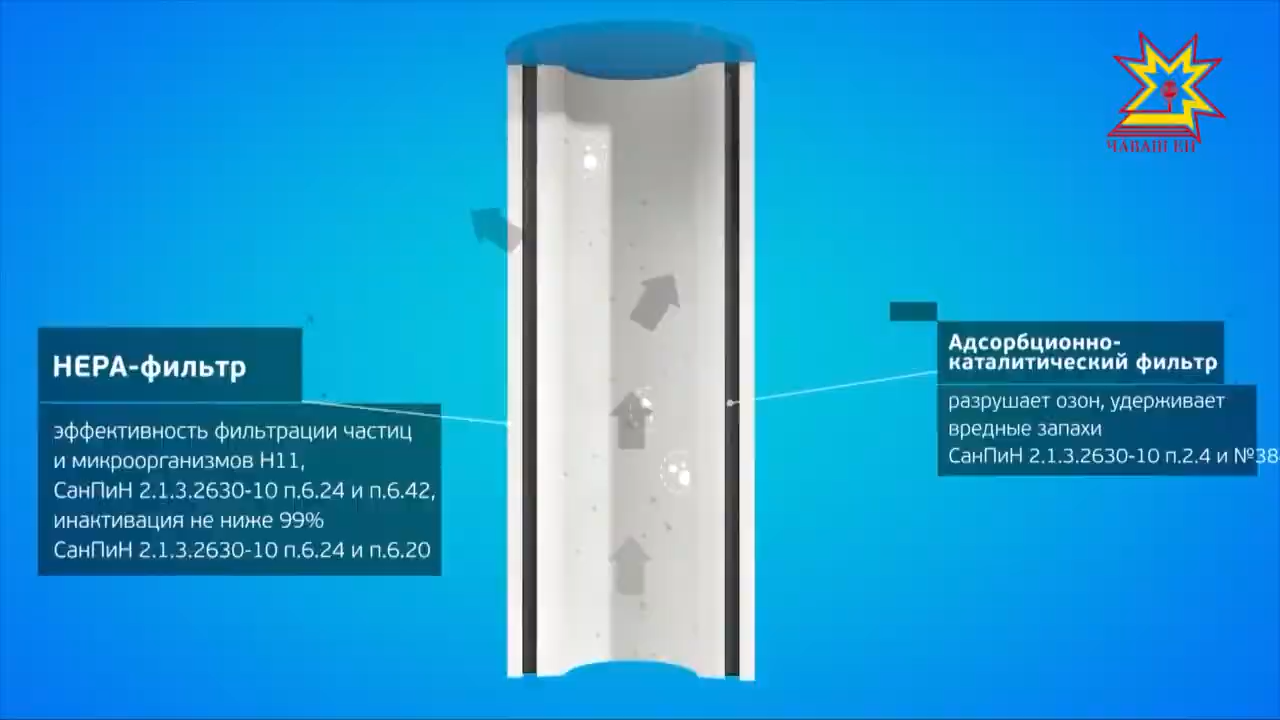 ЧĂВАШ ЕН
НЕРА-фильтр
эффективность фильтрации частиц
и микроорганизмов Н11,
СанПиН 2.1.3.2630-10 п.6.24 и п.6.42,
инактивация не ниже 99%
СанПиН 2.1.3.2630-10 п.6.24 и п.6.20
Адсорбционно-
каталитический фильтр
разрушает озон, удерживает
вредные запахи
СанПиН 2.1.3.2630-10 п.2.4 и №38